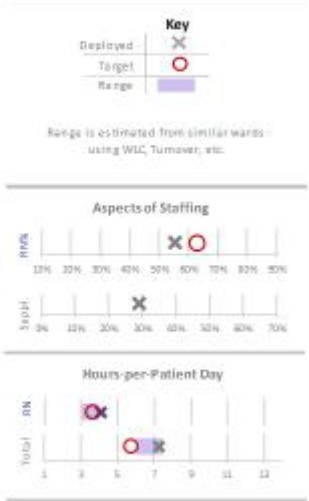 Key
Deployed
Target
Range
Range is estimated from similar wards
using WLC, Turnover, etc.
Aspects of Staffing
RN%
10% 20% 30% 40% 50% 60% 70% 80% 90%
Suppl.
0% 10% 20% 30% 40% 50% 60% 70%
Hours-per-Patient Day
RN
Total
1 3 5 7 9 11 13